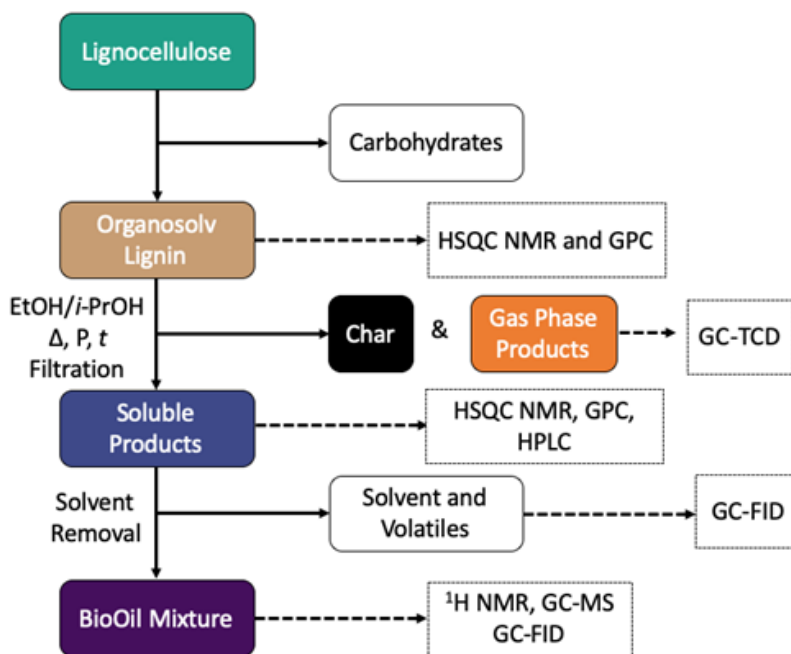 Lignocellulose
Carbohydrates
Organosolv
Lignin
HSQC NMR and GPC
EtOH/i-PrOH
Δ, P, t
Filtration
Char
&
Gas Phase
Products
GC-TCD
Soluble
Products
HSQC NMR, GPC,
HPLC
Solvent
Removal
Solvent and
Volatiles
GC-FID
BioOil Mixture
¹H NMR, GC-MS
GC-FID